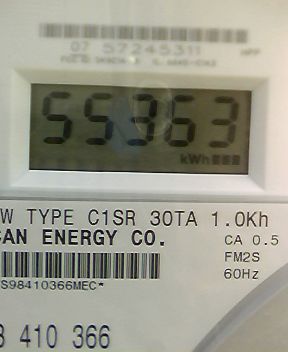 07 57245311
55363
kWh
W TYPE C1SR 30TA 1.0Kh
CAN ENERGY CO.
CA 0.5
FM2S
60Hz
S98410366MEC*
8 410 366